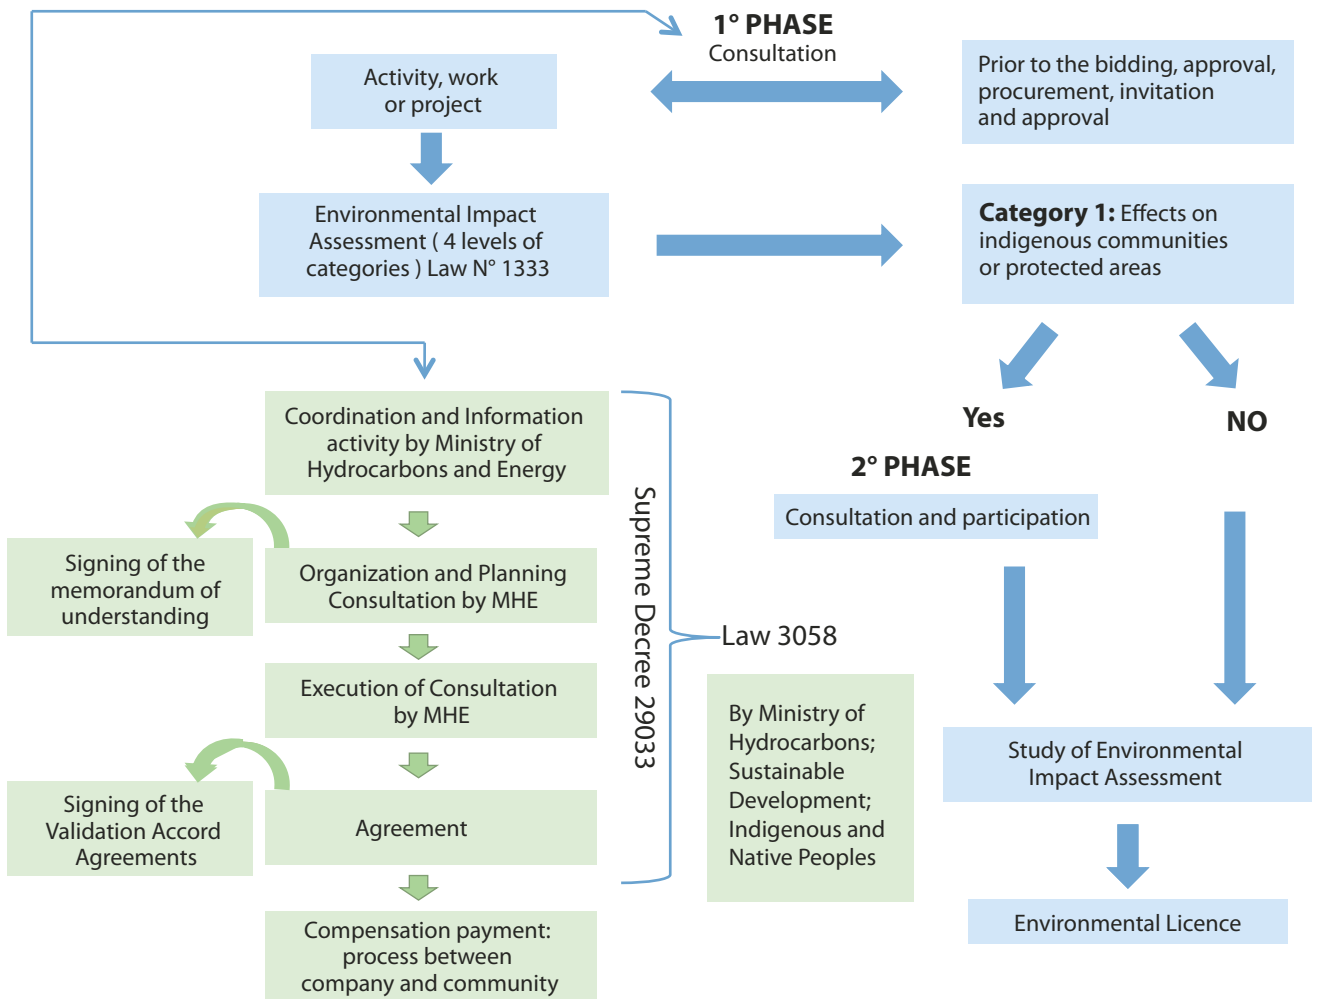 1° PHASE
Consultation
Activity, work
or project
Prior to the bidding, approval,
procurement, invitation
and approval
Environmental Impact
Assessment ( 4 levels of
categories ) Law N° 1333
Category 1: Effects on
indigenous communities
or protected areas
Yes
NO
2° PHASE
Consultation and participation
Coordination and Information
activity by Ministry of
Hydrocarbons and Energy
Signing of the
memorandum of
understanding
Organization and Planning
Consultation by MHE
Execution of Consultation
by MHE
Signing of the
Validation Accord
Agreements
Agreement
Compensation payment:
process between
company and community
Supreme Decree 29033
Law 3058
By Ministry of
Hydrocarbons;
Sustainable
Development;
Indigenous and
Native Peoples
Study of Environmental
Impact Assessment
Environmental Licence